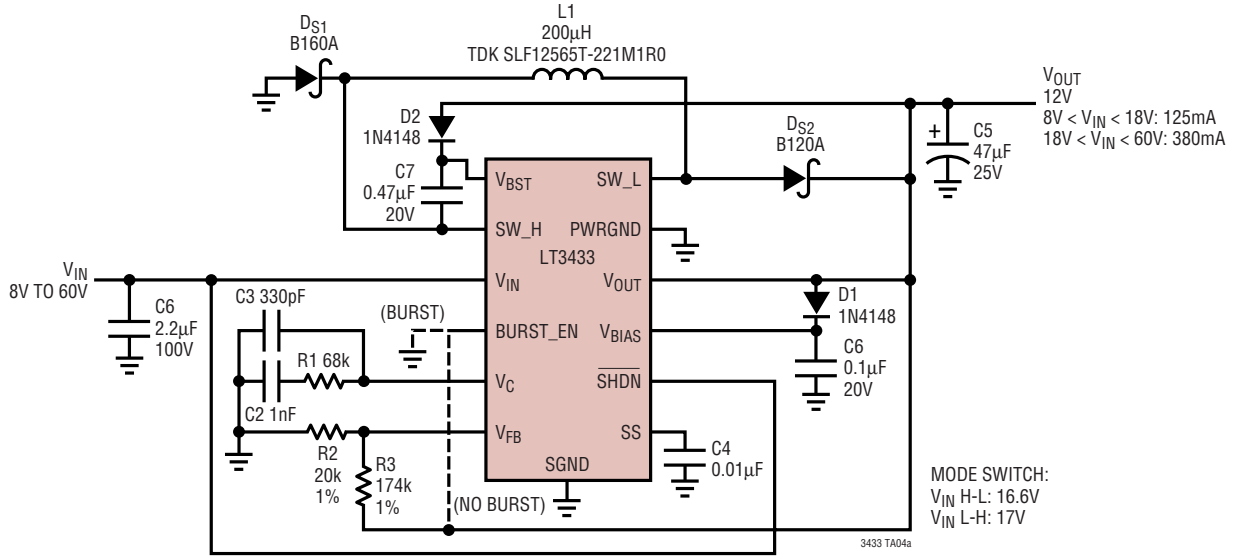 L1
200µH
TDK SLF12565T-221M1R0
DS1
B160A
D2
1N4148
C7
0.47µF
20V
DS2
B120A
VOUT
12V
8V < VIN < 18V: 125mA
18V < VIN < 60V: 380mA
+
C5
47µF
25V
VBST
SW_L
SW_H
PWRGND
LT3433
VIN
8V TO 60V
VIN
VOUT
C6
2.2µF
100V
C3 330pF
(BURST)
BURST_EN
VBIAS
D1
1N4148
R1 68k
C2 1nF
VC
SHDN
C6
0.1µF
20V
VFB
SS
C4
0.01µF
R2
20k
1%
R3
174k
1%
SGND
(NO BURST)
MODE SWITCH:
VIN H-L: 16.6V
VIN L-H: 17V
3433 TA04a